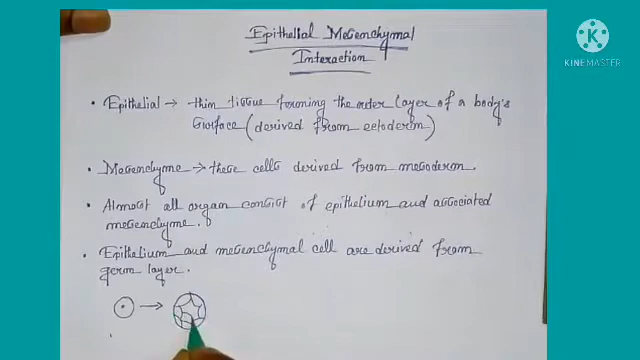 Epithelial Mesenchymal
Interaction
• Epithelial → thin tissue forming the outer layer of a body's
surface (derived from ectoderm)
• Mesenchyme → these cells derived from mesoderm.
• Almost all organ consist of epithelium and associated
mesenchyme.
• Epithelium and mesenchymal cell are derived from
germ layer.
KINEMASTER